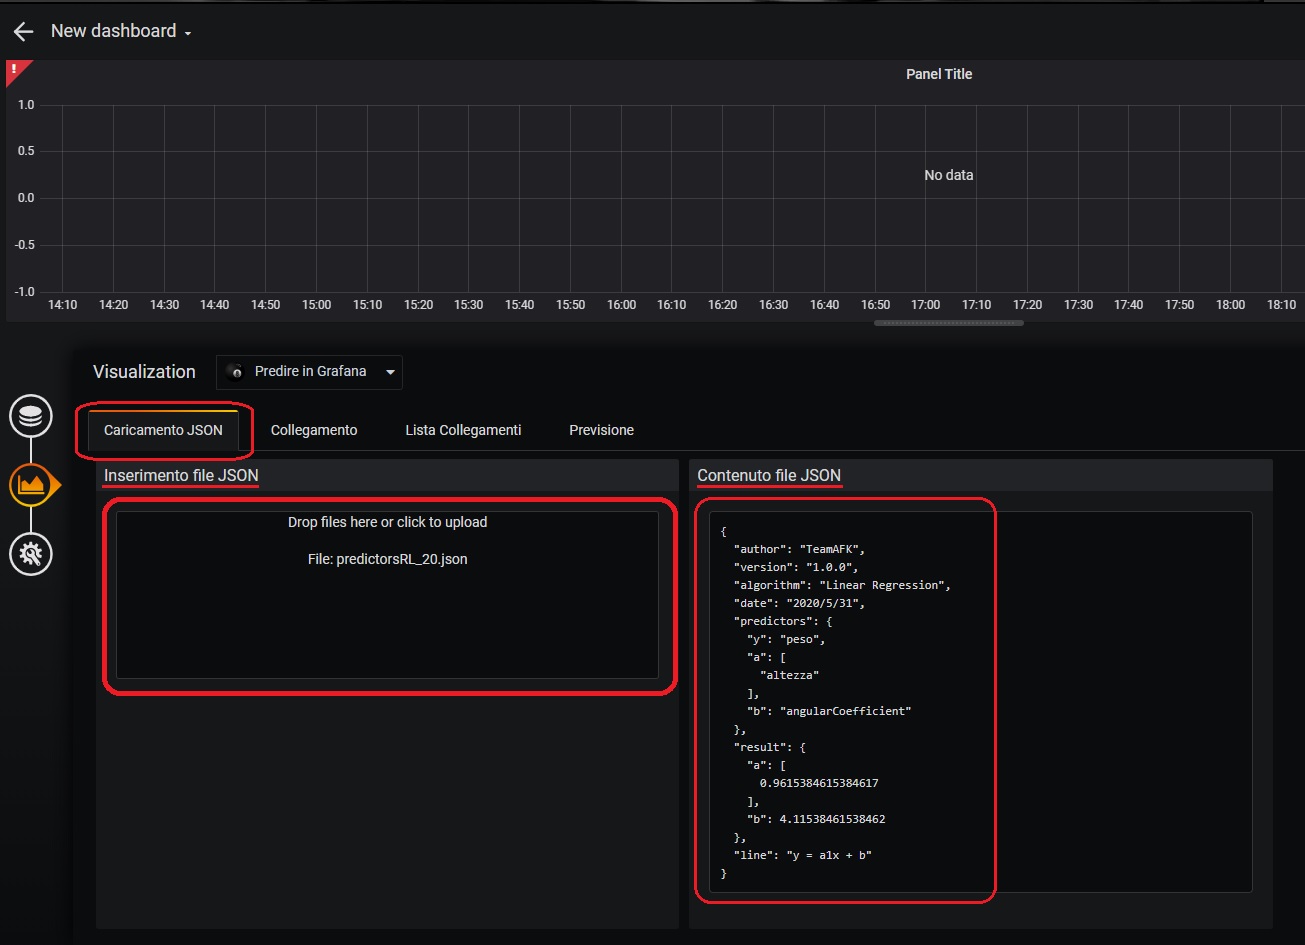 New dashboard
!
Panel Title
1.0
0.5
No data
0.0
-0.5
-1.0
14:10 14:20 14:30 14:40 14:50 15:00 15:10 15:20 15:30 15:40 15:50 16:00 16:10 16:20 16:30 16:40 16:50 17:00 17:10 17:20 17:30 17:40 17:50 18:00 18:10
Visualization
Predire in Grafana
Caricamento JSON
Collegamento
Lista Collegamenti
Previsione
Inserimento file JSON
Drop files here or click to upload
File: predictorsRL_20.json
Contenuto file JSON
{
  "author": "TeamAFK",
  "version": "1.0.0",
  "algorithm": "Linear Regression",
  "date": "2020/5/31",
  "predictors": {
    "y": "peso",
    "a": [
      "altezza"
    ],
    "b": "angularCoefficient"
  },
  "result": {
    "a": [
      0.9615384615384617
    ],
    "b": 4.11538461538462
  },
  "line": "y = a1x + b"
}